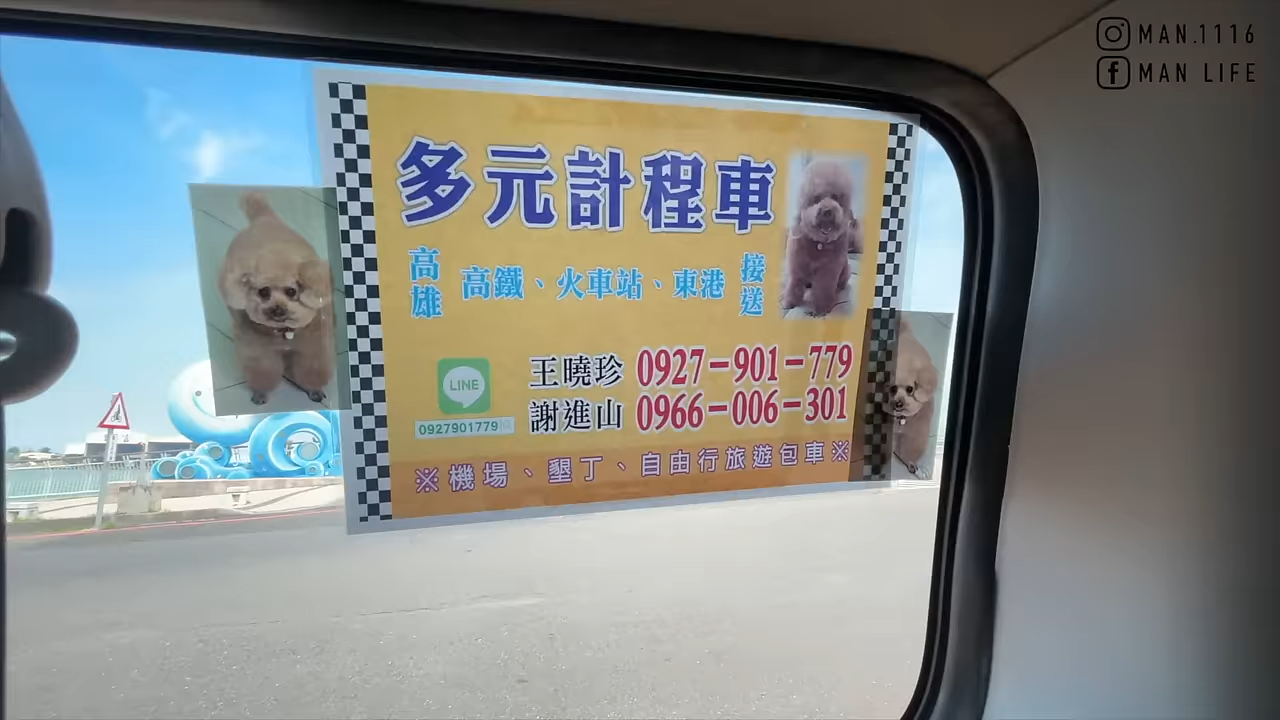 MAN.1116
MAN LIFE
多元計程車
高雄 高鐵、火車站、東港 接送
LINE
0927901779
王曉珍 0927-901-779
謝進山 0966-006-301
※機場、墾丁、自由行旅遊包車※